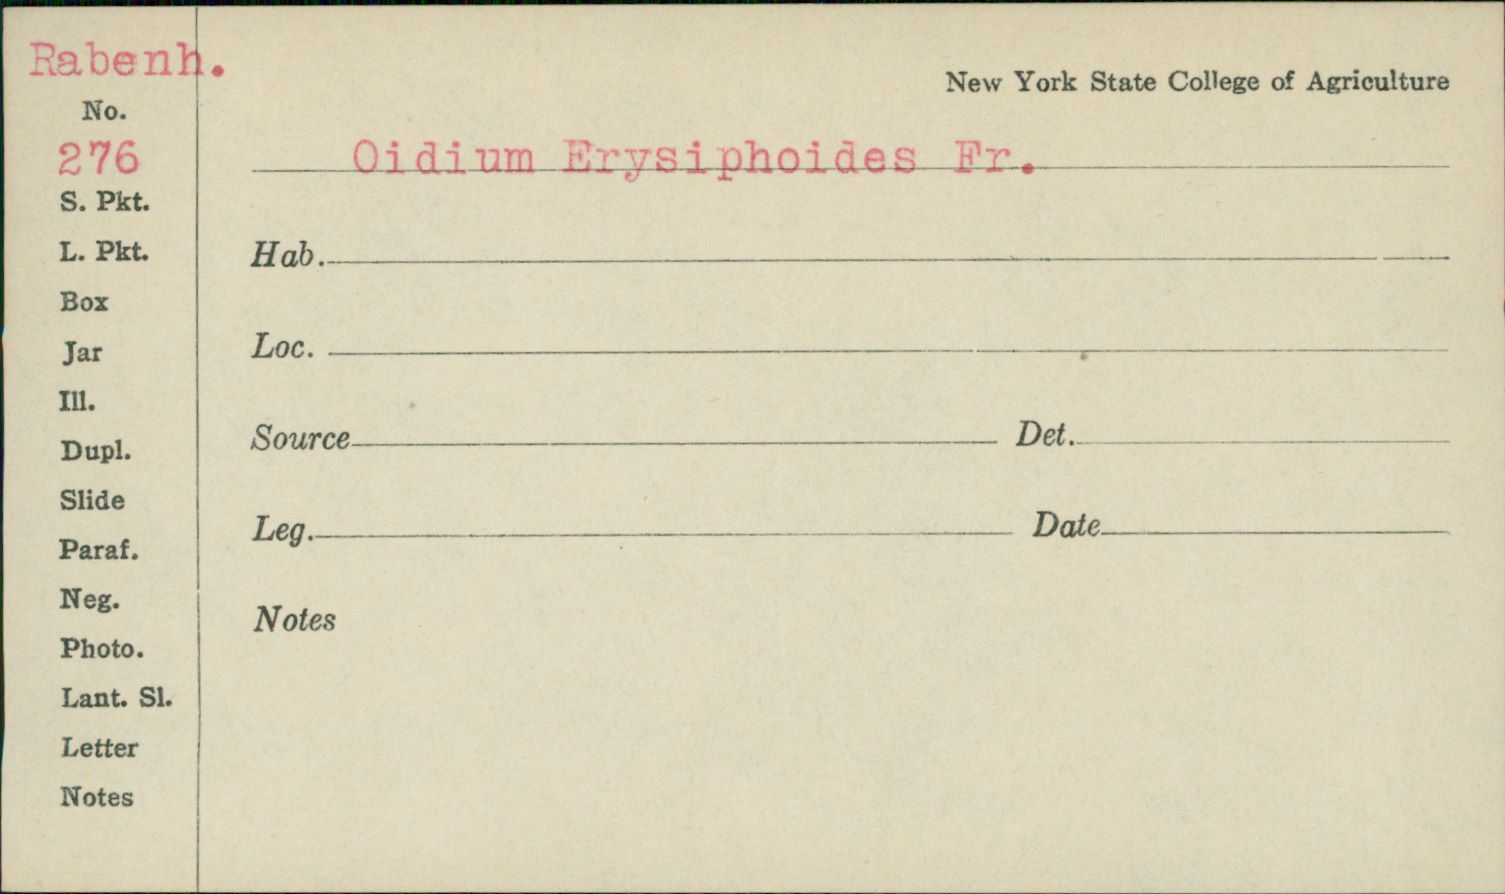 Rabenh.
New York State College of Agriculture
No.
276
Oidium Erysiphoides Fr.
S. Pkt.
L. Pkt.
Hab.
Box
Jar
Loc.
Ill.
Dupl.
Source Det.
Slide
Paraf.
Leg. Date
Neg.
Notes
Photo.
Lant. Sl.
Letter
Notes